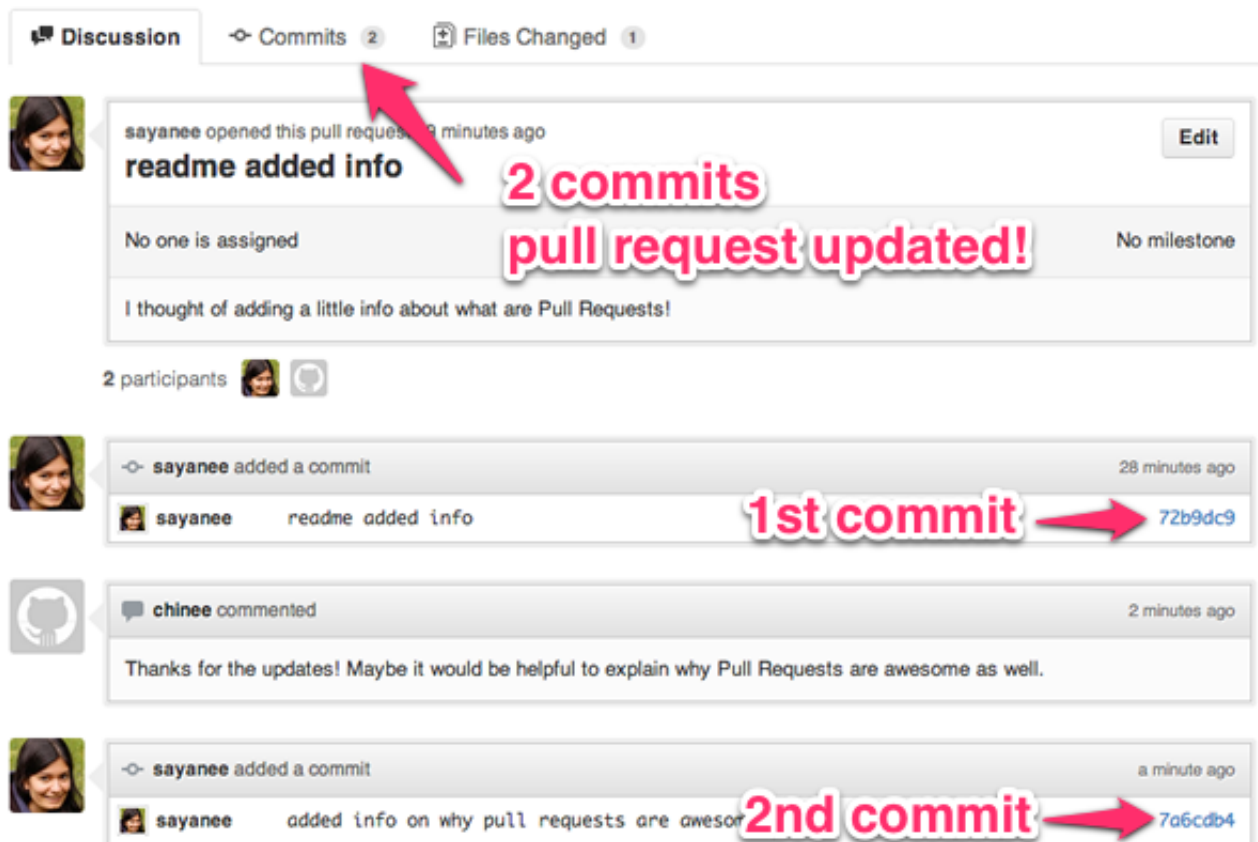 Discussion Commits 2 Files Changed 1
sayanee opened this pull request minutes ago
Edit
readme added info
2 commits
pull request updated!
No one is assigned
No milestone
I thought of adding a little info about what are Pull Requests!
2 participants
sayanee added a commit 28 minutes ago
sayanee readme added info
1st commit
72b9dc9
chinee commented 2 minutes ago
Thanks for the updates! Maybe it would be helpful to explain why Pull Requests are awesome as well.
sayanee added a commit a minute ago
sayanee added info on why pull requests are
2nd commit
7a6cdb4